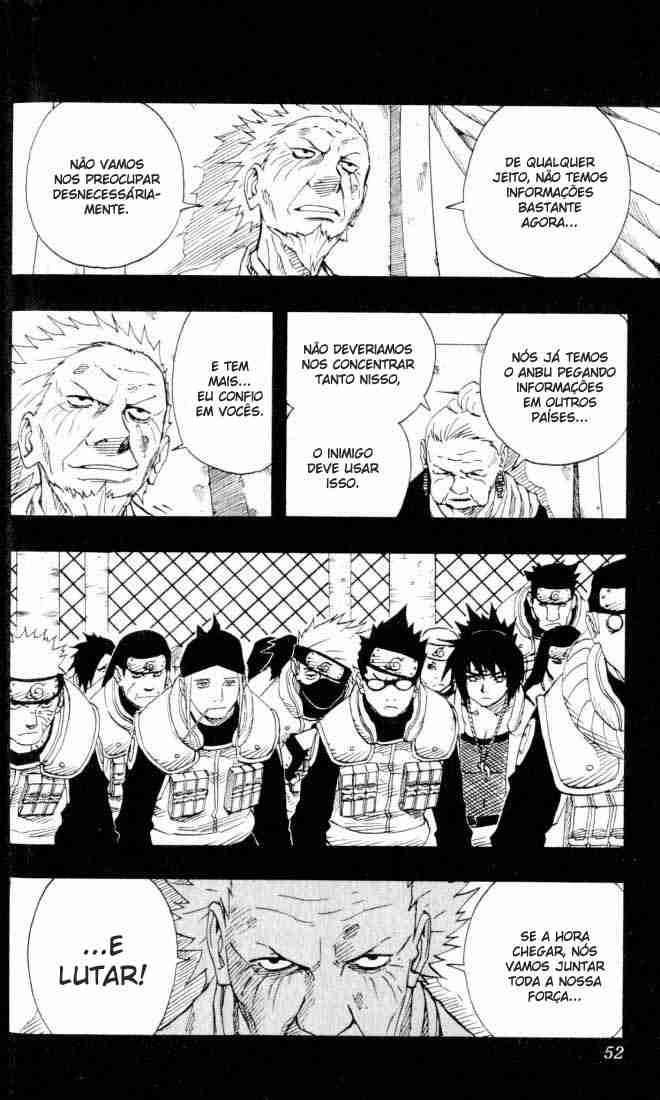 DE QUALQUER
JEITO, NÃO TEMOS
INFORMAÇÕES
BASTANTE
AGORA...
NÃO VAMOS
NOS PREOCUPAR
DESNECESSÁRIA-
MENTE.
NÓS JÁ TEMOS
O ANBU PEGANDO
INFORMAÇÕES
EM OUTROS
PAÍSES...
NÃO DEVERIAMOS
NOS CONCENTRAR
TANTO NISSO,
O INIMIGO
DEVE USAR
ISSO.
E TEM
MAIS...
EU CONFIO
EM VOCÊS.
SE A HORA
CHEGAR, NÓS
VAMOS JUNTAR
TODA A NOSSA
FORÇA...
...E
LUTAR!
52